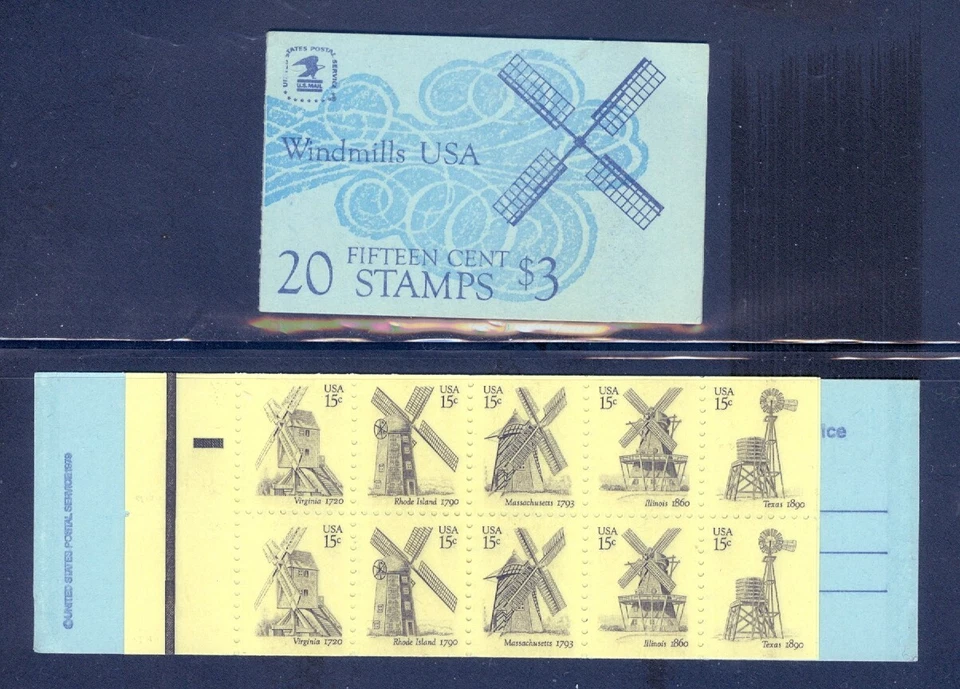 UNITED STATES POSTAL SERVICE
U.S. MAIL
Windmills USA
20 FIFTEEN CENT STAMPS $3
©UNITED STATES POSTAL SERVICE 1979
USA 15c
Virginia 1720
USA 15c
Rhode Island 1790
USA 15c
Massachusetts 1793
USA 15c
Illinois 1860
USA 15c
Texas 1890
ice
USA 15c
Virginia 1720
USA 15c
Rhode Island 1790
USA 15c
Massachusetts 1793
USA 15c
Illinois 1860
USA 15c
Texas 1890